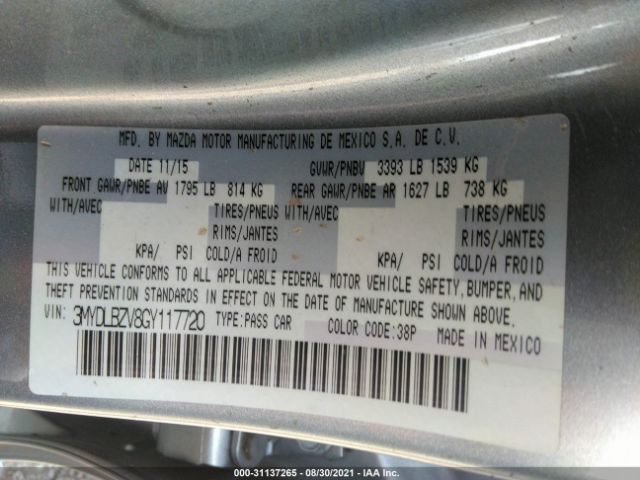 MFD. BY MAZDA MOTOR MANUFACTURING DE MEXICO S.A. DE C.V.
DATE 11/15 GVWR/PNBV 3393 LB 1539 KG
FRONT GAWR/PNBE AV 1795 LB 814 KG REAR GAWR/PNBE AR 1627 LB 738 KG
WITH/AVEC TIRES/PNEUS WITH/AVEC TIRES/PNEUS
RIMS/JANTES RIMS/JANTES
KPA/ PSI COLD/A FROID KPA/ PSI COLD/A FROID
THIS VEHICLE CONFORMS TO ALL APPLICABLE FEDERAL MOTOR VEHICLE SAFETY, BUMPER, AND
THEFT PREVENTION STANDARDS IN EFFECT ON THE DATE OF MANUFACTURE SHOWN ABOVE.
VIN: 3MYDLBZV8GY117720 TYPE:PASS CAR COLOR CODE:38P MADE IN MEXICO
000-31137265 - 08/30/2021 - IAA Inc.